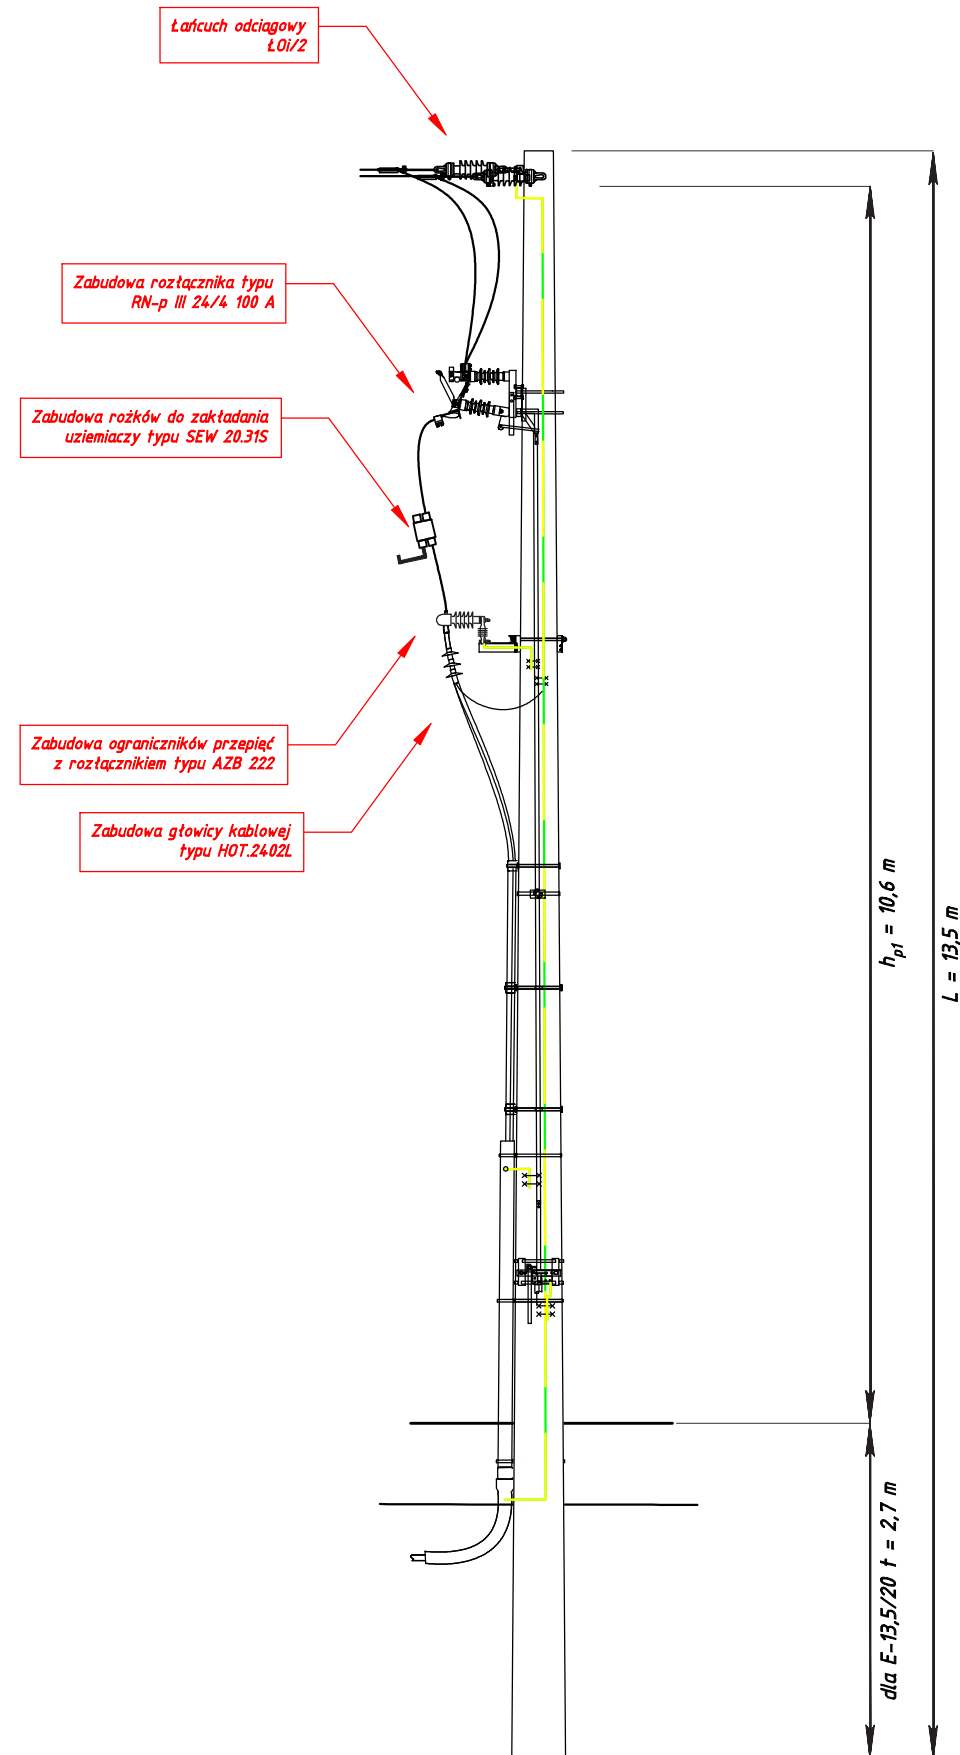 Łańcuch odciągowy
ŁOi/2
Zabudowa rozłącznika typu
RN-p III 24/4 100 A
Zabudowa rożków do zakładania
uziemiaczy typu SEW 20.31S
Zabudowa ograniczników przepięć
z rozłącznikiem typu AZB 222
Zabudowa głowicy kablowej
typu HOT.2402L
hp1 = 10,6 m
L = 13,5 m
dla E-13,5/20 t = 2,7 m